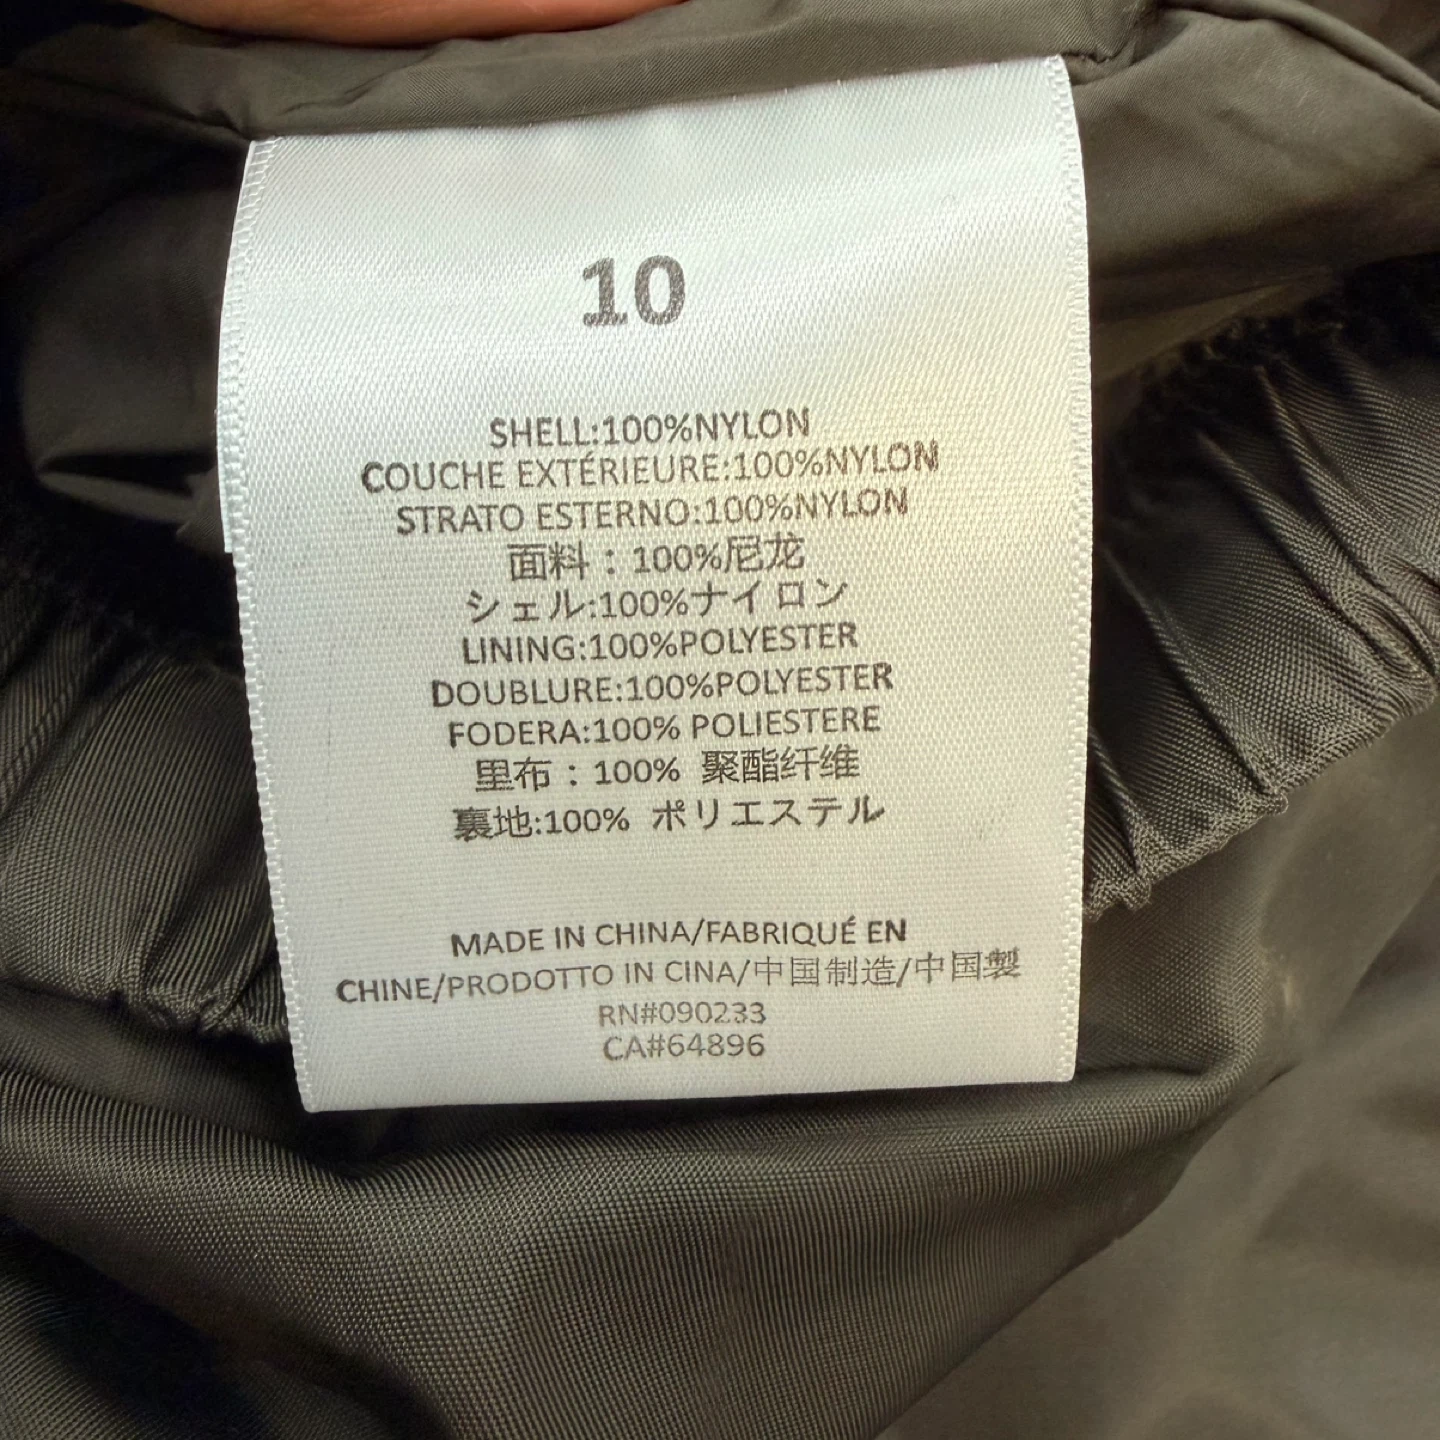 10
SHELL:100%NYLON
COUCHE EXTÉRIEURE:100%NYLON
STRATO ESTERNO:100%NYLON
面料：100%尼龙
シェル:100%ナイロン
LINING:100%POLYESTER
DOUBLURE:100%POLYESTER
FODERA:100% POLIESTERE
里布：100% 聚酯纤维
裏地:100% ポリエステル
MADE IN CHINA/FABRIQUÉ EN
CHINE/PRODOTTO IN CINA/中国制造/中国製
RN#090233
CA#64896